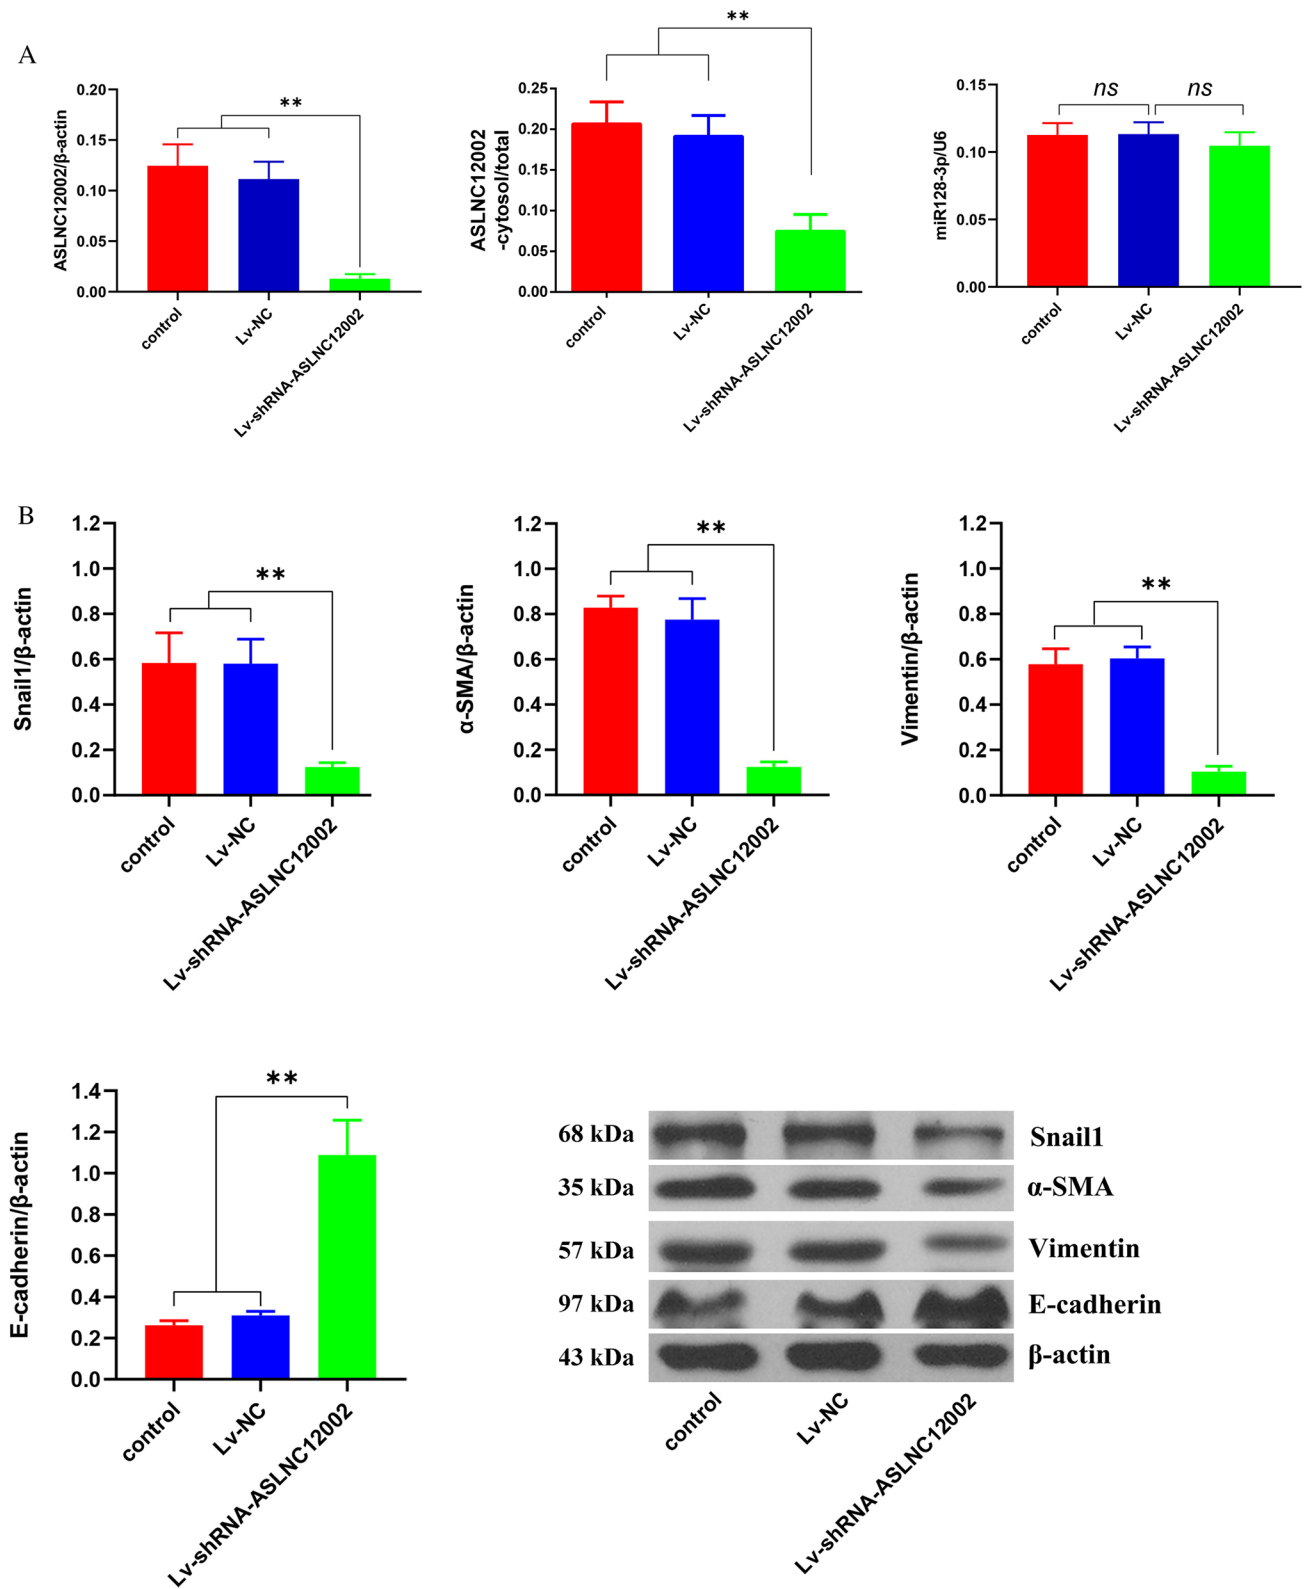 A
**
ASLNC12002/β-actin
0.20
0.15
0.10
0.05
0.00
control
Lv-NC
Lv-shRNA-ASLNC12002
**
ASLNC12002
-cytosol/total
0.25
0.20
0.15
0.10
0.05
0.00
control
Lv-NC
Lv-shRNA-ASLNC12002
ns
ns
miR128-3p/U6
0.15
0.10
0.05
0.00
control
Lv-NC
Lv-shRNA-ASLNC12002
B
**
Snail1/β-actin
1.2
1.0
0.8
0.6
0.4
0.2
0.0
control
Lv-NC
Lv-shRNA-ASLNC12002
**
α-SMA/β-actin
1.2
1.0
0.8
0.6
0.4
0.2
0.0
control
Lv-NC
Lv-shRNA-ASLNC12002
**
Vimentin/β-actin
1.2
1.0
0.8
0.6
0.4
0.2
0.0
control
Lv-NC
Lv-shRNA-ASLNC12002
**
E-cadherin/β-actin
1.4
1.2
1.0
0.8
0.6
0.4
0.2
0.0
control
Lv-NC
Lv-shRNA-ASLNC12002
68 kDa Snail1
35 kDa α-SMA
57 kDa Vimentin
97 kDa E-cadherin
43 kDa β-actin
control
Lv-NC
Lv-shRNA-ASLNC12002